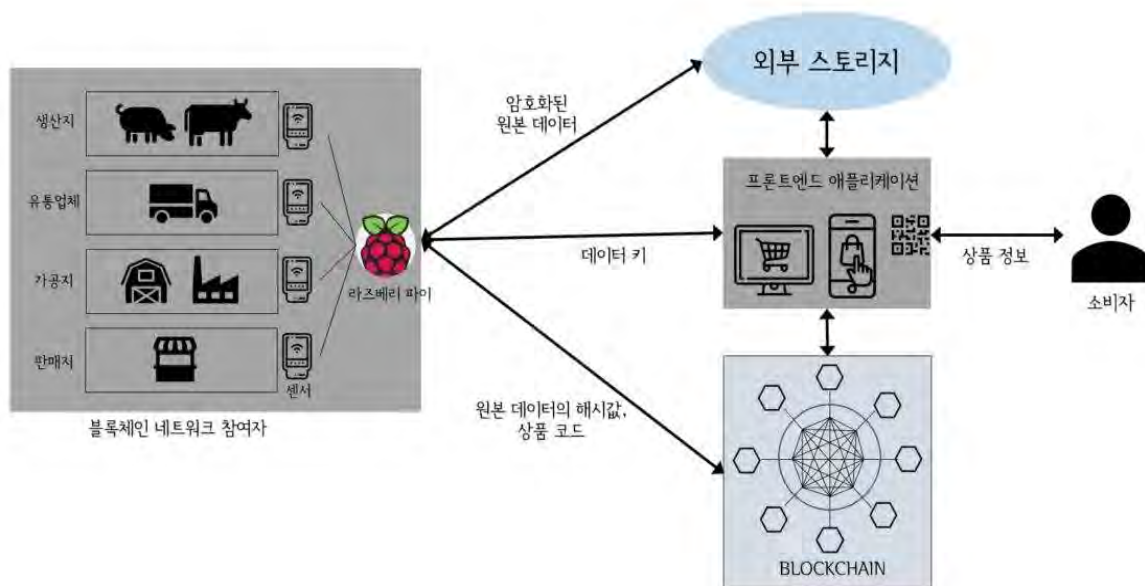 외부 스토리지
암호화된
원본 데이터
생산지
유통업체
가공지
판매지
센서
라즈베리 파이
블록체인 네트워크 참여자
데이터 키
프론트엔드 애플리케이션
상품 정보
소비자
원본 데이터의 해시값,
상품 코드
BLOCKCHAIN